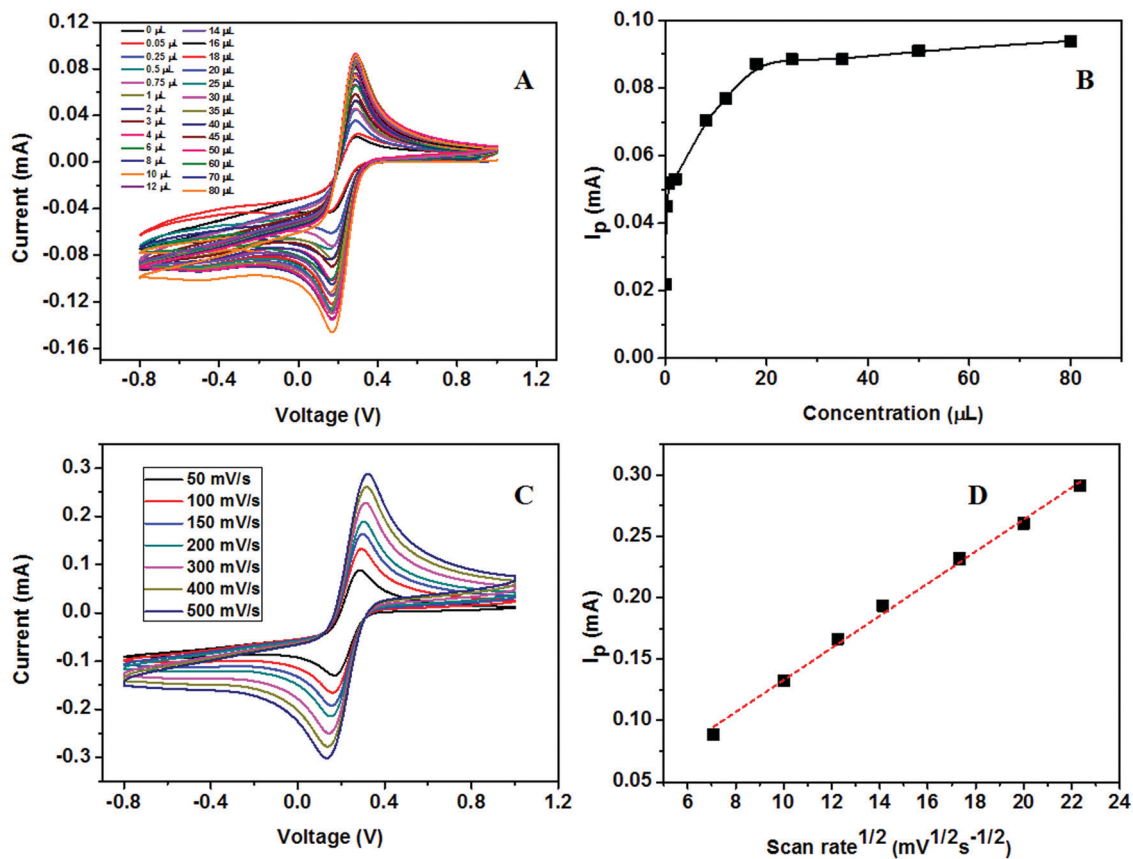 A
0 µL
0.05 µL
0.25 µL
0.5 µL
0.75 µL
1 µL
2 µL
3 µL
4 µL
6 µL
8 µL
10 µL
12 µL
14 µL
16 µL
18 µL
20 µL
25 µL
30 µL
35 µL
40 µL
45 µL
50 µL
60 µL
70 µL
80 µL
Current (mA)
0.12
0.08
0.04
0.00
-0.04
-0.08
-0.12
-0.16
-0.8 -0.4 0.0 0.4 0.8 1.2
Voltage (V)
B
Ip (mA)
0.10
0.08
0.06
0.04
0.02
0.00
0 20 40 60 80
Concentration (µL)
C
50 mV/s
100 mV/s
150 mV/s
200 mV/s
300 mV/s
400 mV/s
500 mV/s
Current (mA)
0.3
0.2
0.1
0.0
-0.1
-0.2
-0.3
-0.8 -0.4 0.0 0.4 0.8 1.2
Voltage (V)
D
Ip (mA)
0.30
0.25
0.20
0.15
0.10
0.05
6 8 10 12 14 16 18 20 22 24
Scan rate1/2 (mV1/2s-1/2)